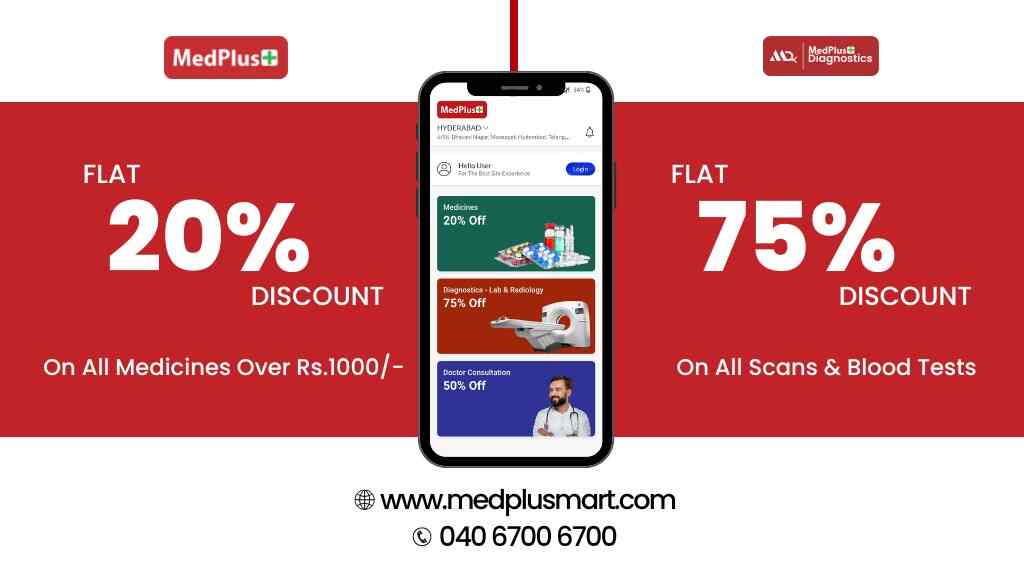 MedPlus
MedPlus
Diagnostics
FLAT
20%
DISCOUNT
On All Medicines Over Rs.1000/-
MedPlus
HYDERABAD
Hello User
For The Best Site Experience
Login
Medicines
20% Off
Diagnostics - Lab & Radiology
75% Off
Doctor Consultation
50% Off
FLAT
75%
DISCOUNT
On All Scans & Blood Tests
www.medplusmart.com
040 6700 6700